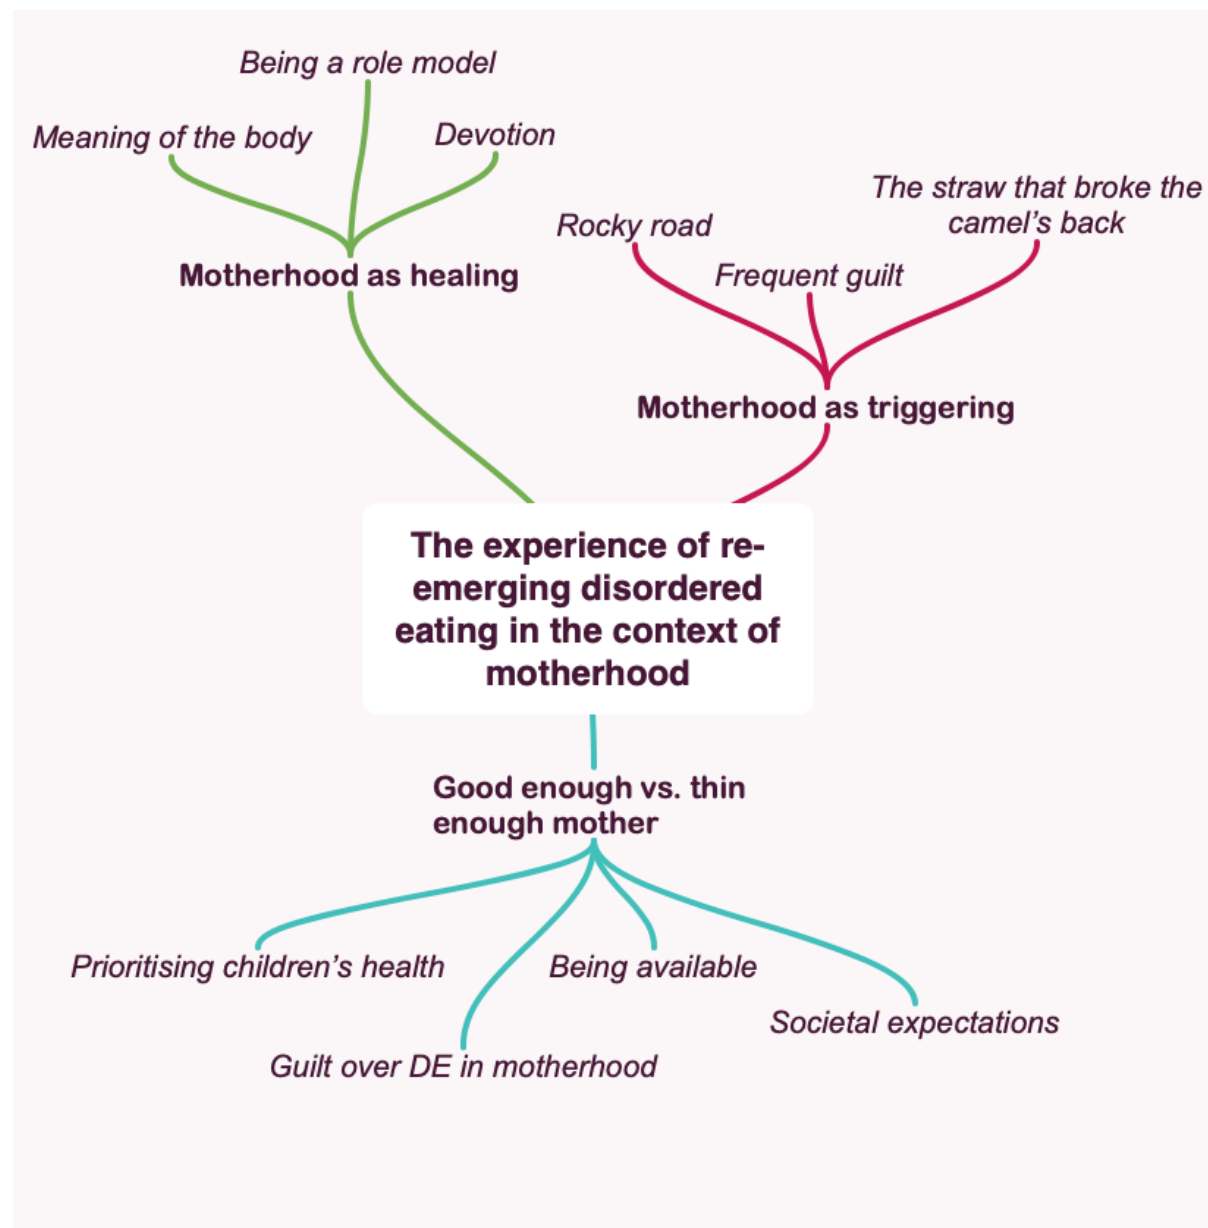 Being a role model
Meaning of the body
Devotion
Motherhood as healing
The straw that broke the
camel’s back
Rocky road
Frequent guilt
Motherhood as triggering
The experience of re-
emerging disordered
eating in the context of
motherhood
Good enough vs. thin
enough mother
Prioritising children’s health
Being available
Societal expectations
Guilt over DE in motherhood